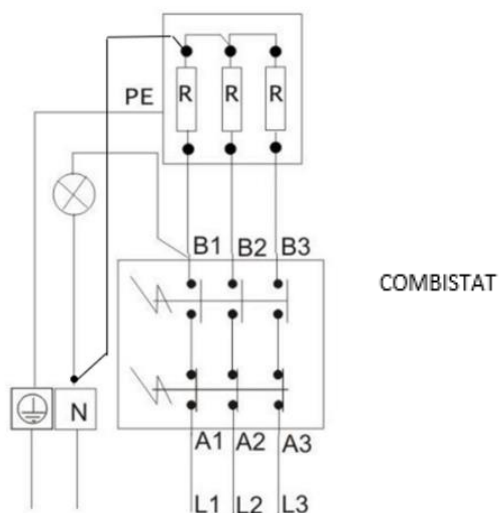 PE
R R R
B1 B2 B3
COMBISTAT
N
A1 A2 A3
L1 L2 L3